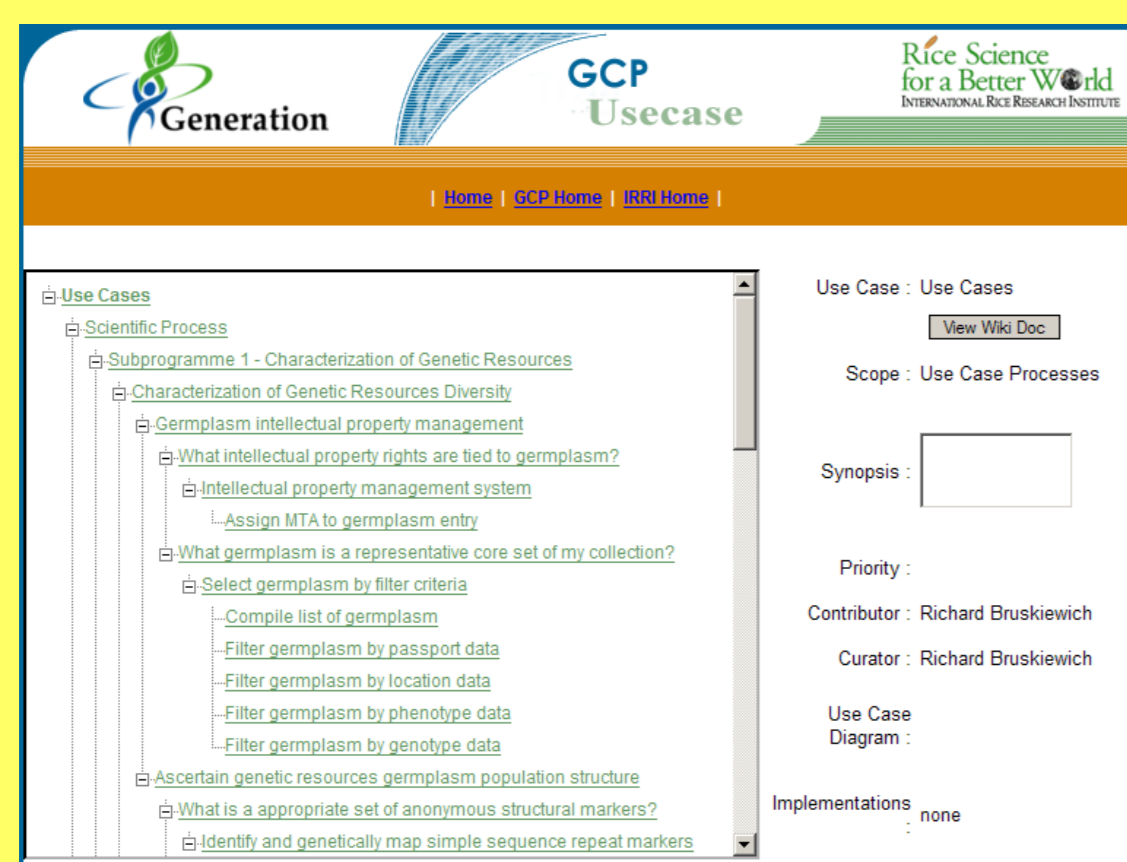 Generation
GCP
Usecase
Rice Science
for a Better World
INTERNATIONAL RICE RESEARCH INSTITUTE
| Home | GCP Home | IRRI Home |
Use Cases
Scientific Process
Subprogramme 1 - Characterization of Genetic Resources
Characterization of Genetic Resources Diversity
Germplasm intellectual property management
What intellectual property rights are tied to germplasm?
Intellectual property management system
Assign MTA to germplasm entry
What germplasm is a representative core set of my collection?
Select germplasm by filter criteria
Compile list of germplasm
Filter germplasm by passport data
Filter germplasm by location data
Filter germplasm by phenotype data
Filter germplasm by genotype data
Ascertain genetic resources germplasm population structure
What is a appropriate set of anonymous structural markers?
Identify and genetically map simple sequence repeat markers
Use Case : Use Cases
View Wiki Doc
Scope : Use Case Processes
Synopsis :
Priority :
Contributor : Richard Bruskiewich
Curator : Richard Bruskiewich
Use Case
Diagram :
Implementations
: none